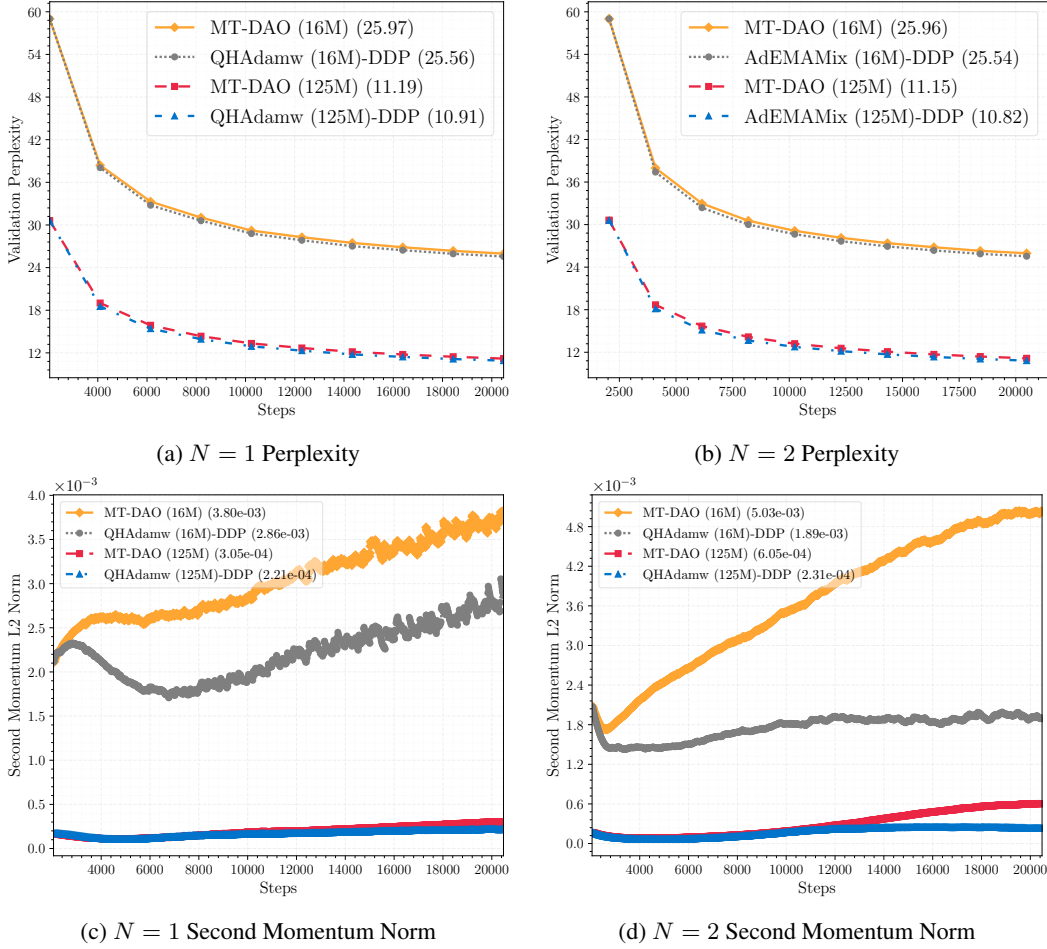 60
54
48
42
36
30
24
18
12
Validation Perplexity
MT-DAO (16M) (25.97)
QHAdamw (16M)-DDP (25.56)
MT-DAO (125M) (11.19)
QHAdamw (125M)-DDP (10.91)
4000 6000 8000 10000 12000 14000 16000 18000 20000
Steps
(a) N = 1 Perplexity
60
54
48
42
36
30
24
18
12
Validation Perplexity
MT-DAO (16M) (25.96)
AdEMAMix (16M)-DDP (25.54)
MT-DAO (125M) (11.15)
AdEMAMix (125M)-DDP (10.82)
2500 5000 7500 10000 12500 15000 17500 20000
Steps
(b) N = 2 Perplexity
×10⁻³
4.0
3.5
3.0
2.5
2.0
1.5
1.0
0.5
0.0
Second Momentum L2 Norm
MT-DAO (16M) (3.80e-03)
QHAdamw (16M)-DDP (2.86e-03)
MT-DAO (125M) (3.05e-04)
QHAdamw (125M)-DDP (2.21e-04)
4000 6000 8000 10000 12000 14000 16000 18000 20000
Steps
(c) N = 1 Second Momentum Norm
×10⁻³
4.8
4.2
3.6
3.0
2.4
1.8
1.2
0.6
0.0
Second Momentum L2 Norm
MT-DAO (16M) (5.03e-03)
QHAdamw (16M)-DDP (1.89e-03)
MT-DAO (125M) (6.05e-04)
QHAdamw (125M)-DDP (2.31e-04)
4000 6000 8000 10000 12000 14000 16000 18000 20000
Steps
(d) N = 2 Second Momentum Norm